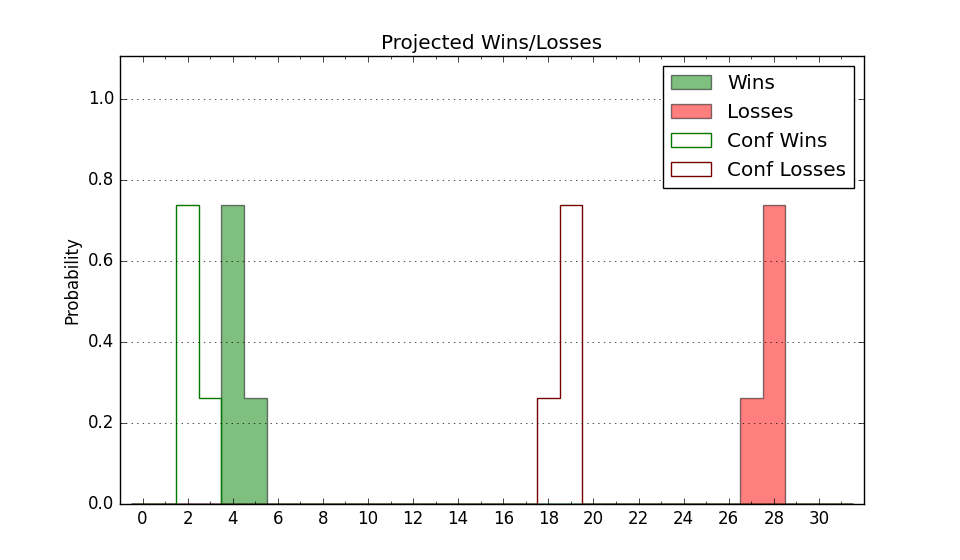 Projected Wins/Losses
Wins
Losses
Conf Wins
Conf Losses
Probability
1.0
0.8
0.6
0.4
0.2
0.0
0 2 4 6 8 10 12 14 16 18 20 22 24 26 28 30